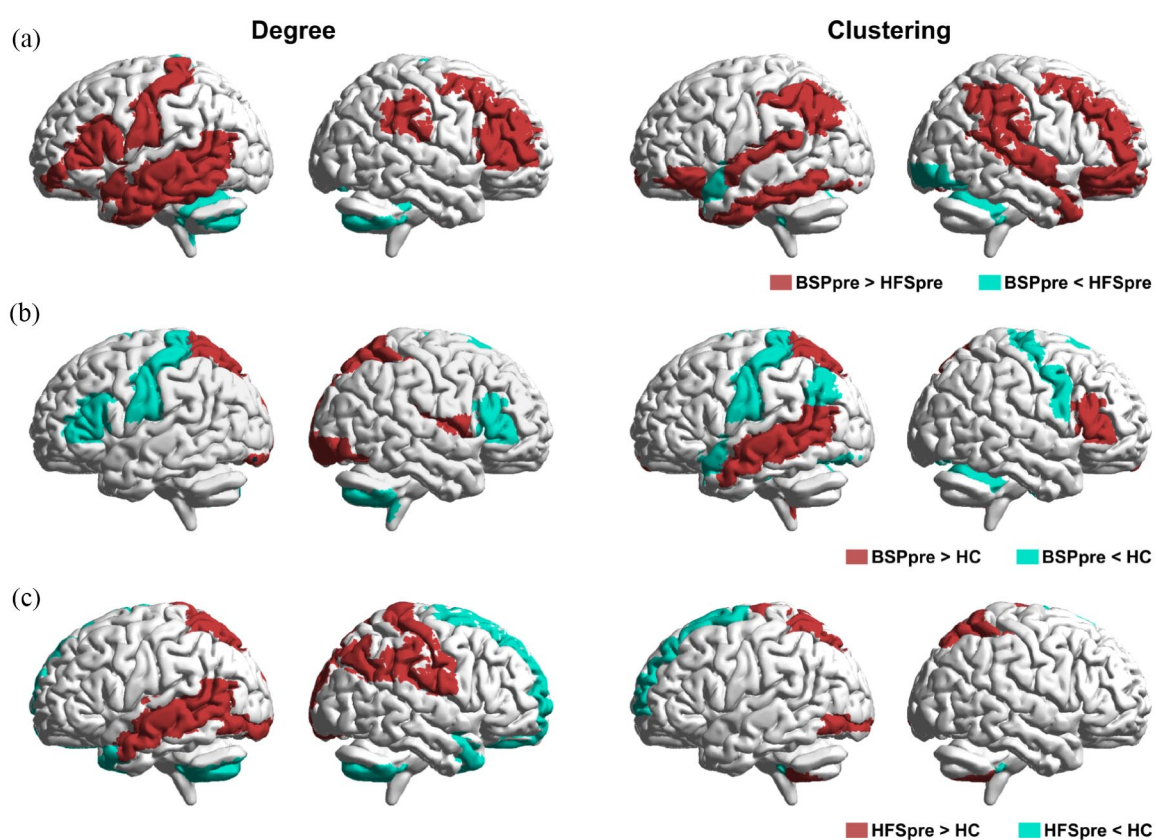 Degree Clustering
(a)
BSPpre > HFSpre BSPpre < HFSpre
(b)
BSPpre > HC BSPpre < HC
(c)
HFSpre > HC HFSpre < HC